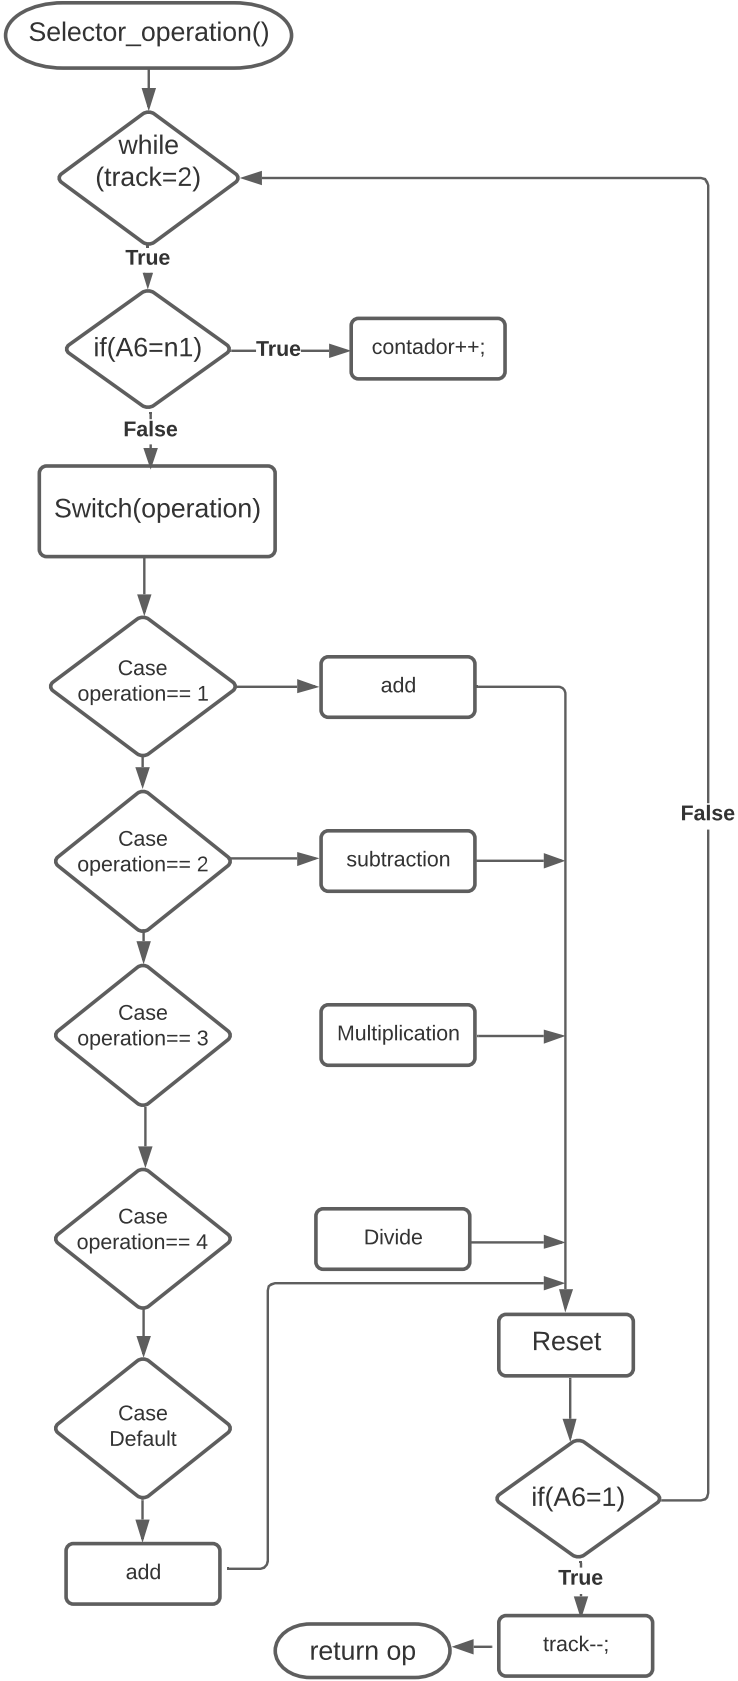 Selector_operation()
while
(track=2)
True
if(A6=n1)
True
contador++;
False
Switch(operation)
Case
operation== 1
add
Case
operation== 2
subtraction
False
Case
operation== 3
Multiplication
Case
operation== 4
Divide
Reset
Case
Default
if(A6=1)
add
True
track--;
return op